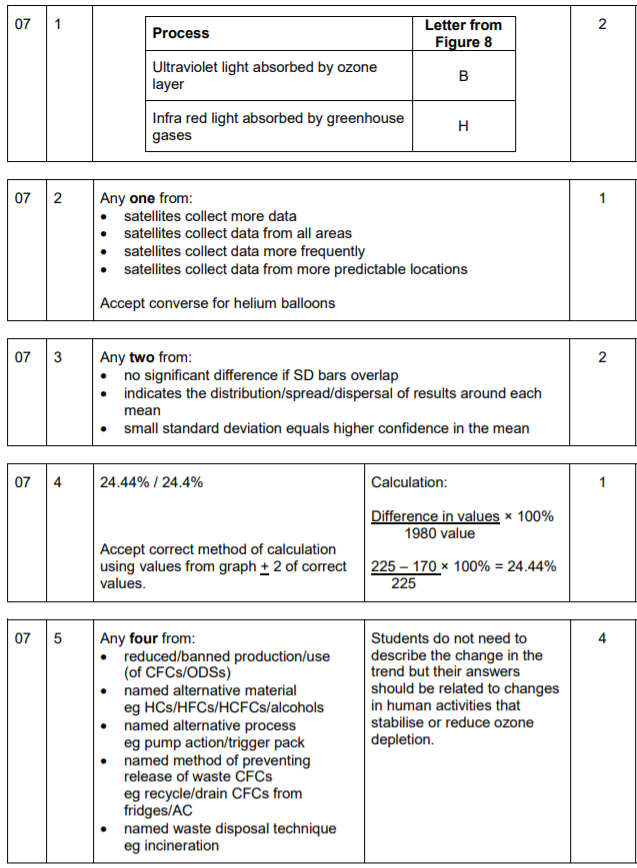 07 1 Process Letter from 2
Figure 8
Ultraviolet light absorbed by ozone
layer B
Infra red light absorbed by greenhouse
gases H
07 2 Any one from: 1
• satellites collect more data
• satellites collect data from all areas
• satellites collect data more frequently
• satellites collect data from more predictable locations
Accept converse for helium balloons
07 3 Any two from: 2
• no significant difference if SD bars overlap
• indicates the distribution/spread/dispersal of results around each
mean
• small standard deviation equals higher confidence in the mean
07 4 24.44% / 24.4% Calculation: 1
Difference in values × 100%
1980 value
Accept correct method of calculation
using values from graph ± 2 of correct
values.
225 – 170 × 100% = 24.44%
225
07 5 Any four from: 4
• reduced/banned production/use
(of CFCs/ODSs)
• named alternative material
eg HCs/HFCs/HCFCs/alcohols
• named alternative process
eg pump action/trigger pack
• named method of preventing
release of waste CFCs
eg recycle/drain CFCs from
fridges/AC
• named waste disposal technique
eg incineration
Students do not need to
describe the change in the
trend but their answers
should be related to changes
in human activities that
stabilise or reduce ozone
depletion.